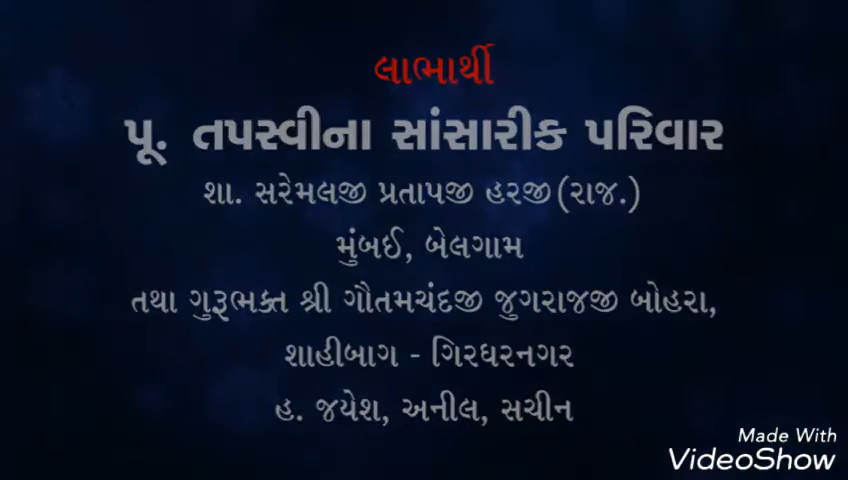 લાભાર્થી
પૂ. તપસ્વીના સાંસારીક પરિવાર
શા. સરેમલજી પ્રતાપજી હરજી (રાજ.)
મુંબઈ, બેલગામ
તથા ગુરૂભક્ત શ્રી ગૌતમચંદજી જુગરાજજી બોહરા,
શાહીબાગ - ગિરધરનગર
હ. જયેશ, અનીલ, સચીન
Made With
VideoShow